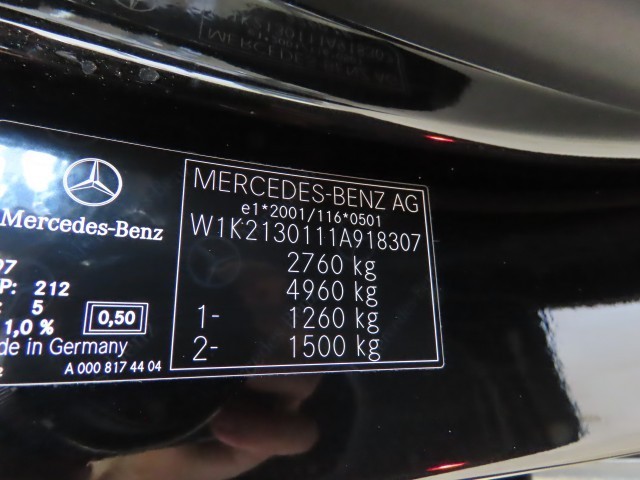 Mercedes-Benz
97
P: 212
: 5
1,0 %
0,50
de in Germany
A 000 817 44 04
MERCEDES-BENZ AG
e1*2001/116*0501
W1K2130111A918307
2760 kg
4960 kg
1- 1260 kg
2- 1500 kg